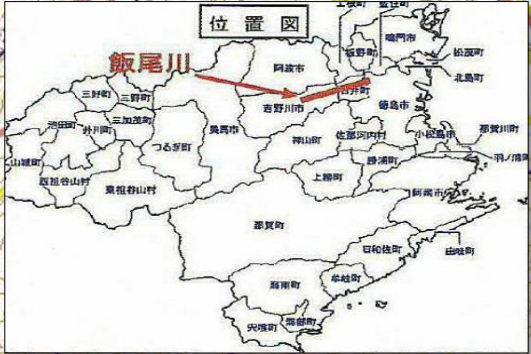 位置図
飯尾川
上板町
藍住町
鳴門市
板野町
松茂町
北島町
阿波市
石井町
徳島市
吉野川市
美馬市
三好町
三野町
三加茂町
池田町
井川町
つるぎ町
山城町
西祖谷山村
東祖谷山村
神山町
佐那河内村
小松島市
那賀川町
羽ノ浦町
勝浦町
上勝町
阿南市
那賀町
日和佐町
由岐町
牟岐町
海南町
海部町
宍喰町